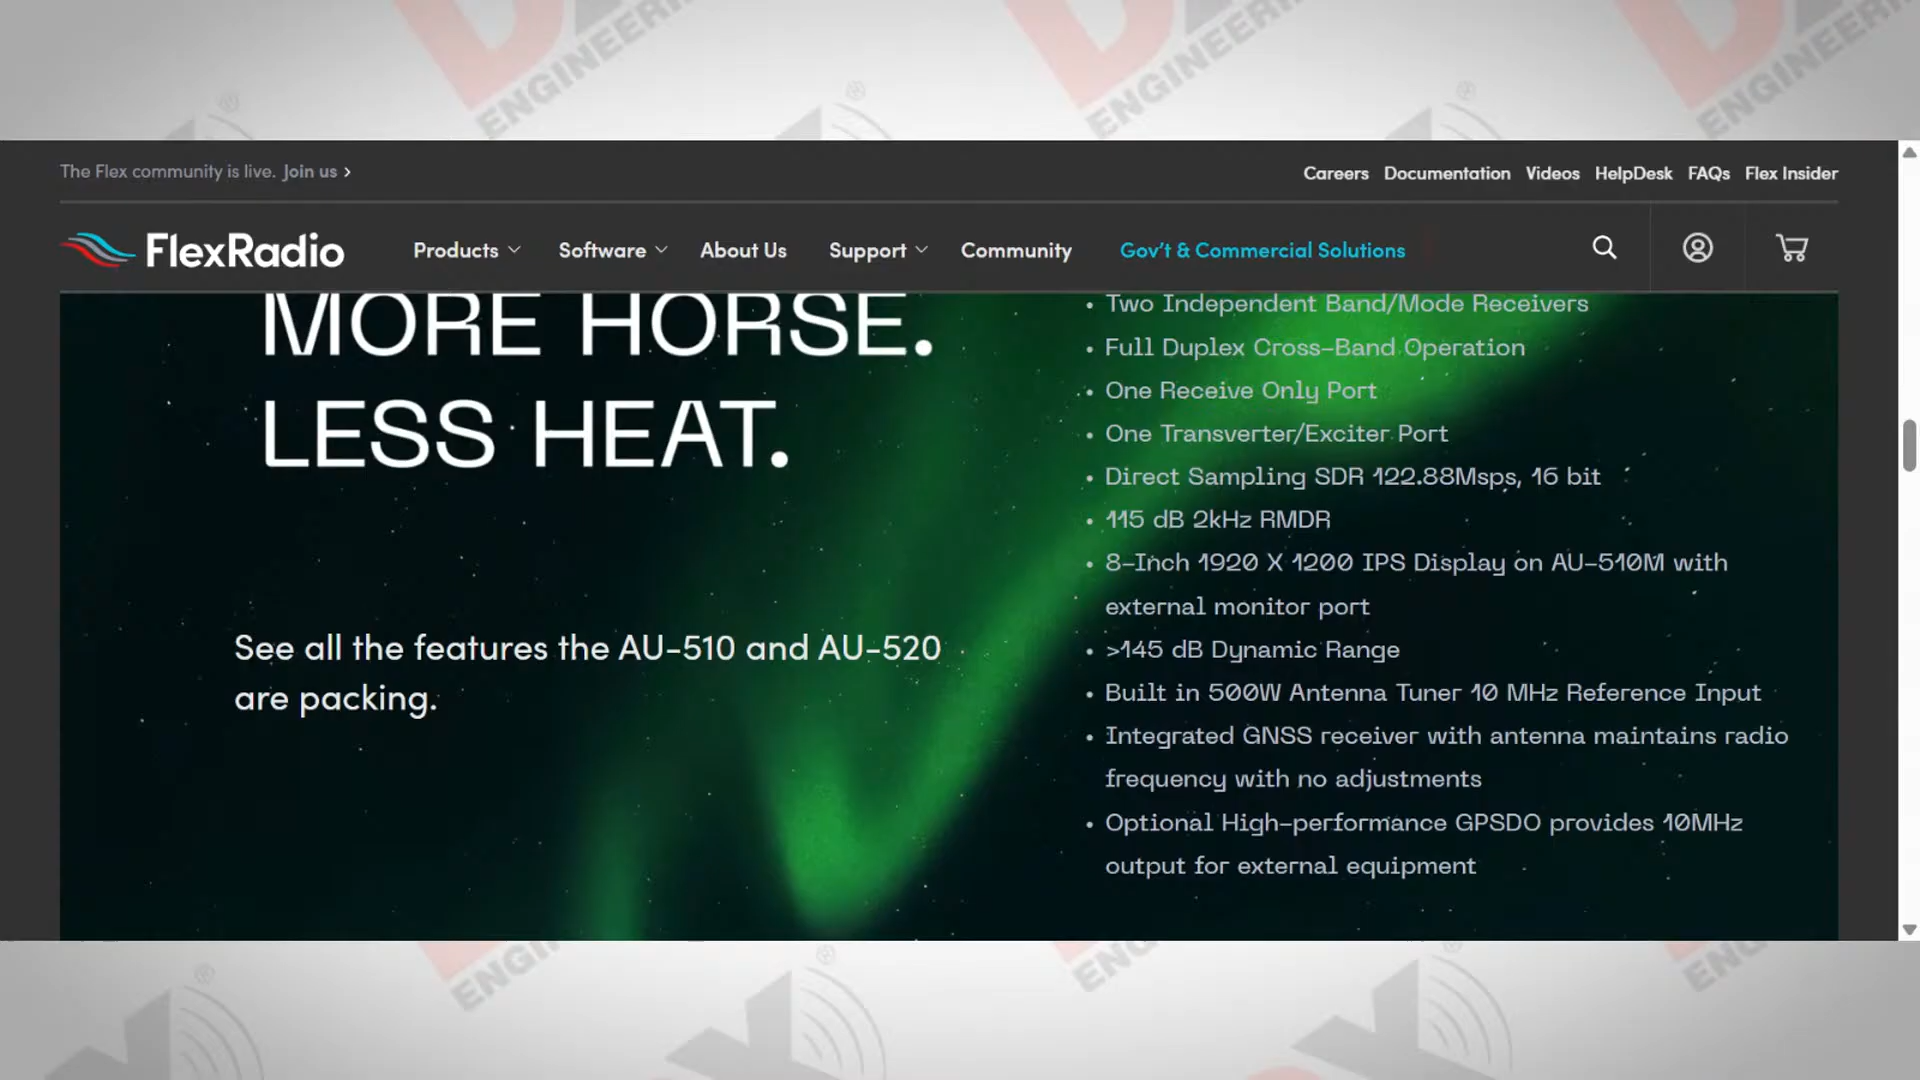 ENGINEERI
ENGINEERI
ENGINEER
The Flex community is live. Join us >
Careers Documentation Videos HelpDesk FAQs Flex Insider
FlexRadio
Products Software About Us Support Community Gov't & Commercial Solutions
MORE HORSE.
LESS HEAT.
See all the features the AU-510 and AU-520
are packing.
• Two Independent Band/Mode Receivers
• Full Duplex Cross-Band Operation
• One Receive Only Port
• One Transverter/Exciter Port
• Direct Sampling SDR 122.88Msps, 16 bit
• 115 dB 2kHz RMDR
• 8-Inch 1920 X 1200 IPS Display on AU-510M with
external monitor port
• >145 dB Dynamic Range
• Built in 500W Antenna Tuner 10 MHz Reference Input
• Integrated GNSS receiver with antenna maintains radio
frequency with no adjustments
• Optional High-performance GPSDO provides 10MHz
output for external equipment